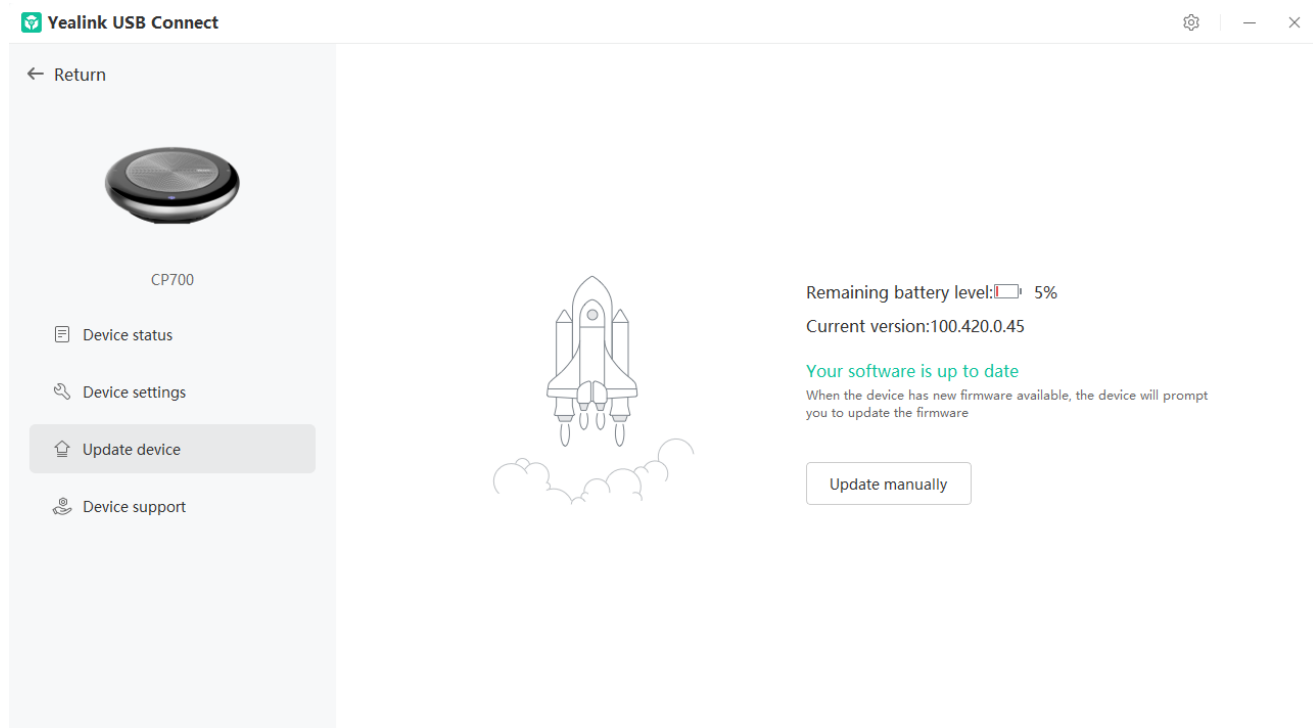 Yealink USB Connect
Return
CP700
Device status
Device settings
Update device
Device support
Remaining battery level: 5%
Current version:100.420.0.45
Your software is up to date
When the device has new firmware available, the device will prompt
you to update the firmware
Update manually